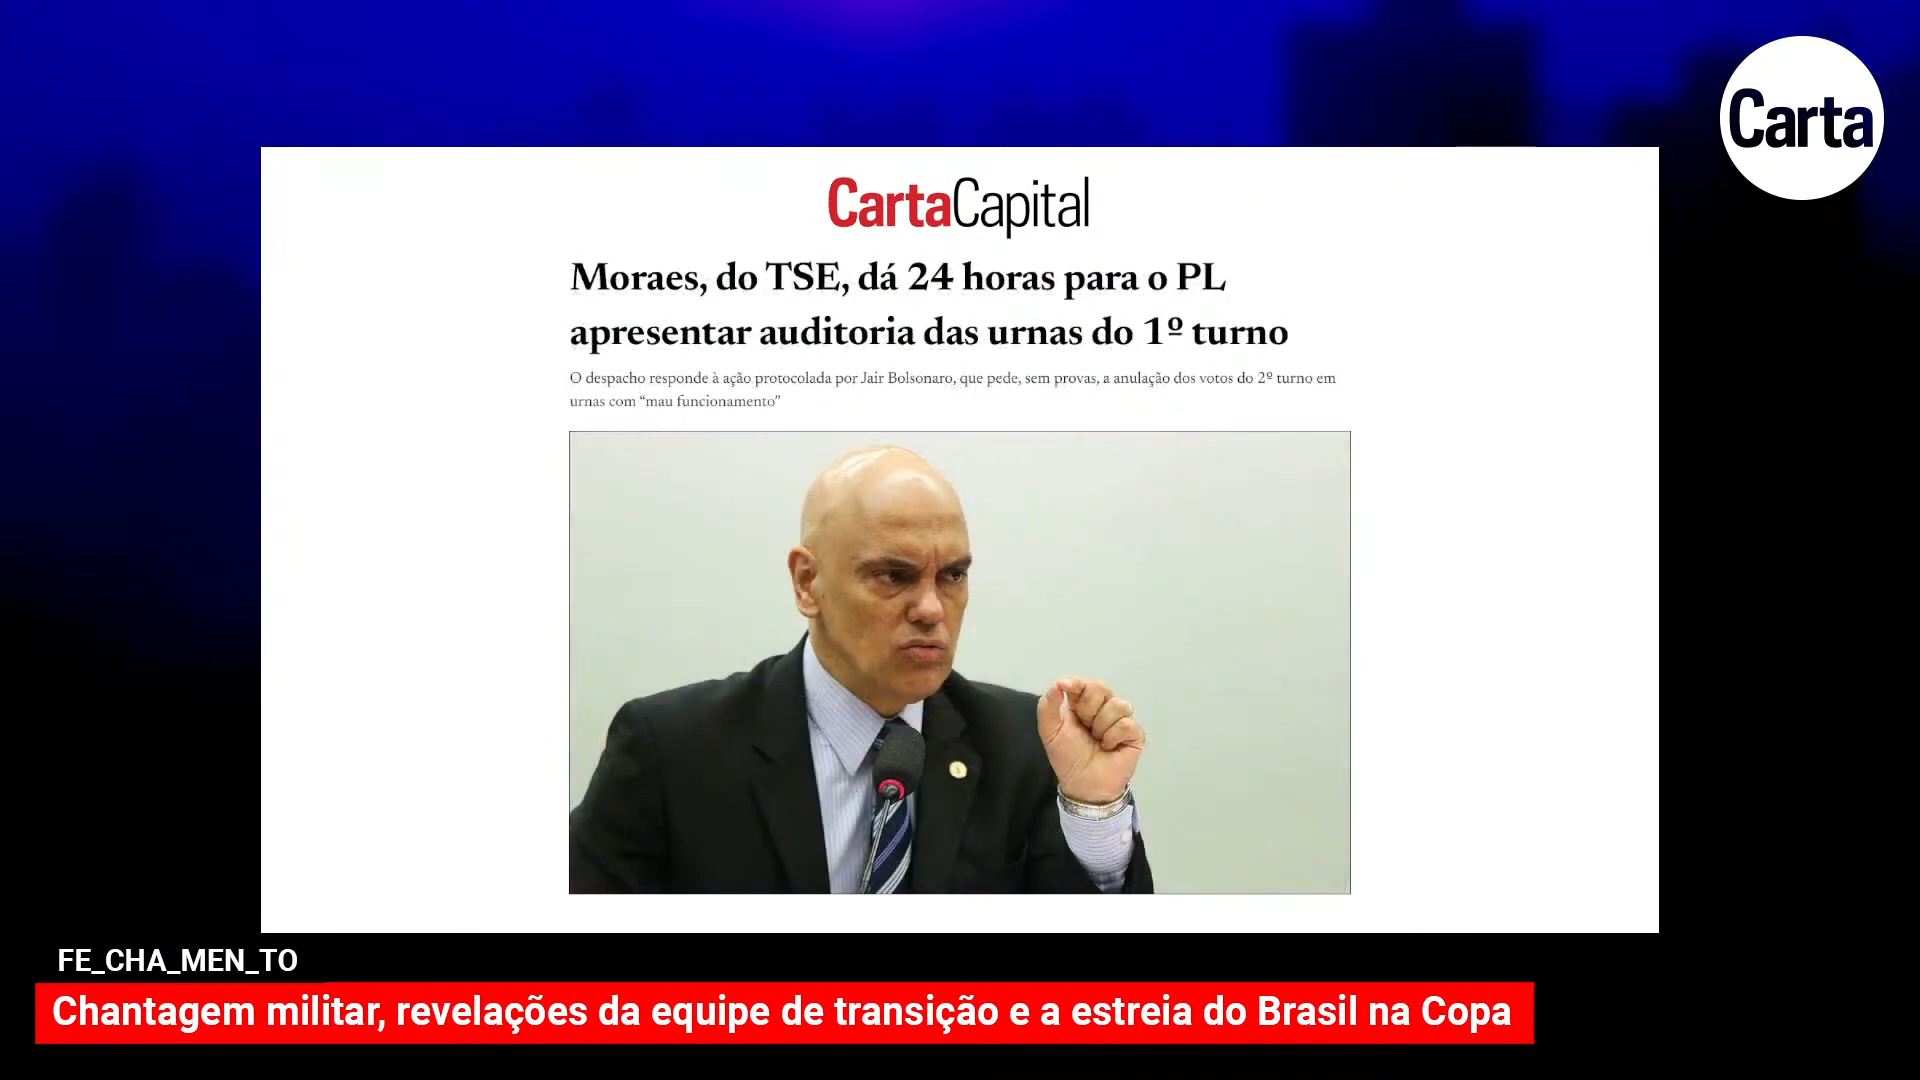 Carta
CartaCapital
Moraes, do TSE, dá 24 horas para o PL
apresentar auditoria das urnas do 1º turno
O despacho responde à ação protocolada por Jair Bolsonaro, que pede, sem provas, a anulação dos votos do 2º turno em
urnas com “mau funcionamento”
FE_CHA_MEN_TO
Chantagem militar, revelações da equipe de transição e a estreia do Brasil na Copa